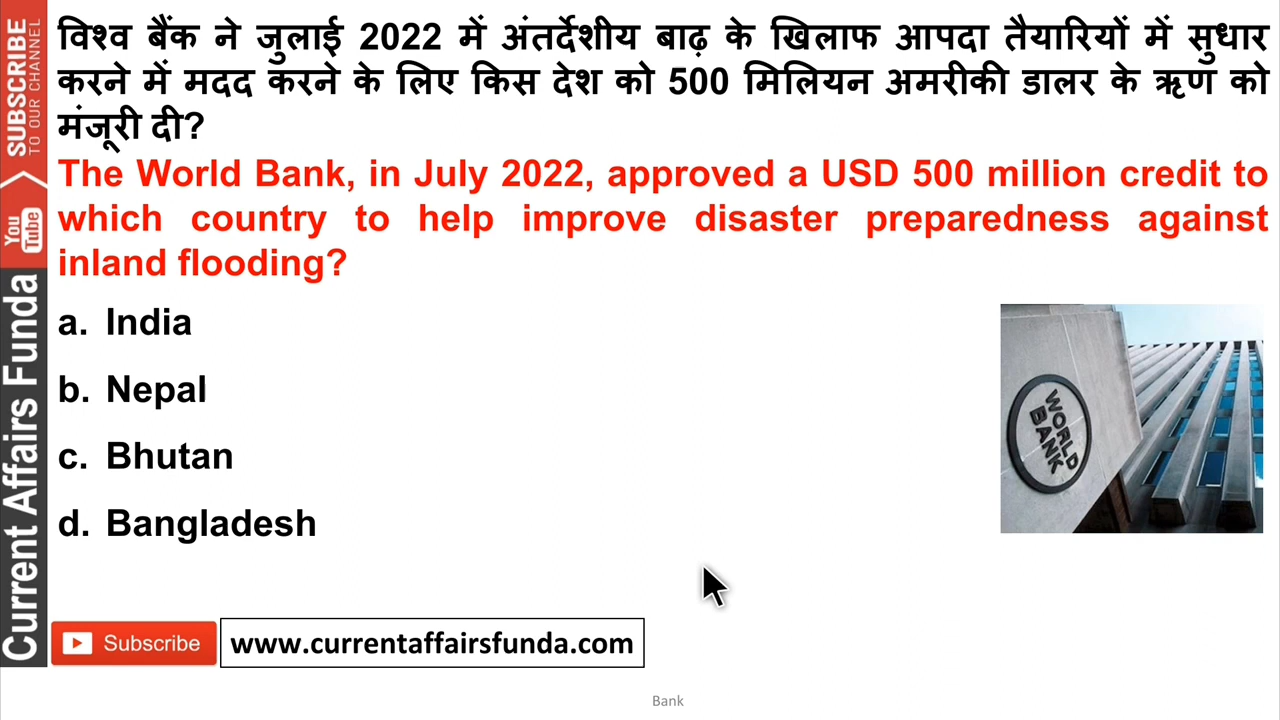 विश्व बैंक ने जुलाई 2022 में अंतर्देशीय बाढ़ के खिलाफ आपदा तैयारियों में सुधार
करने में मदद करने के लिए किस देश को 500 मिलियन अमरीकी डालर के ऋण को
मंजूरी दी?
The World Bank, in July 2022, approved a USD 500 million credit to
which country to help improve disaster preparedness against
inland flooding?
a. India
b. Nepal
c. Bhutan
d. Bangladesh
WORLD
BANK
SUBSCRIBE
TO OUR CHANNEL
You
Tube
Current Affairs Funda
Subscribe
www.currentaffairsfunda.com
Bank